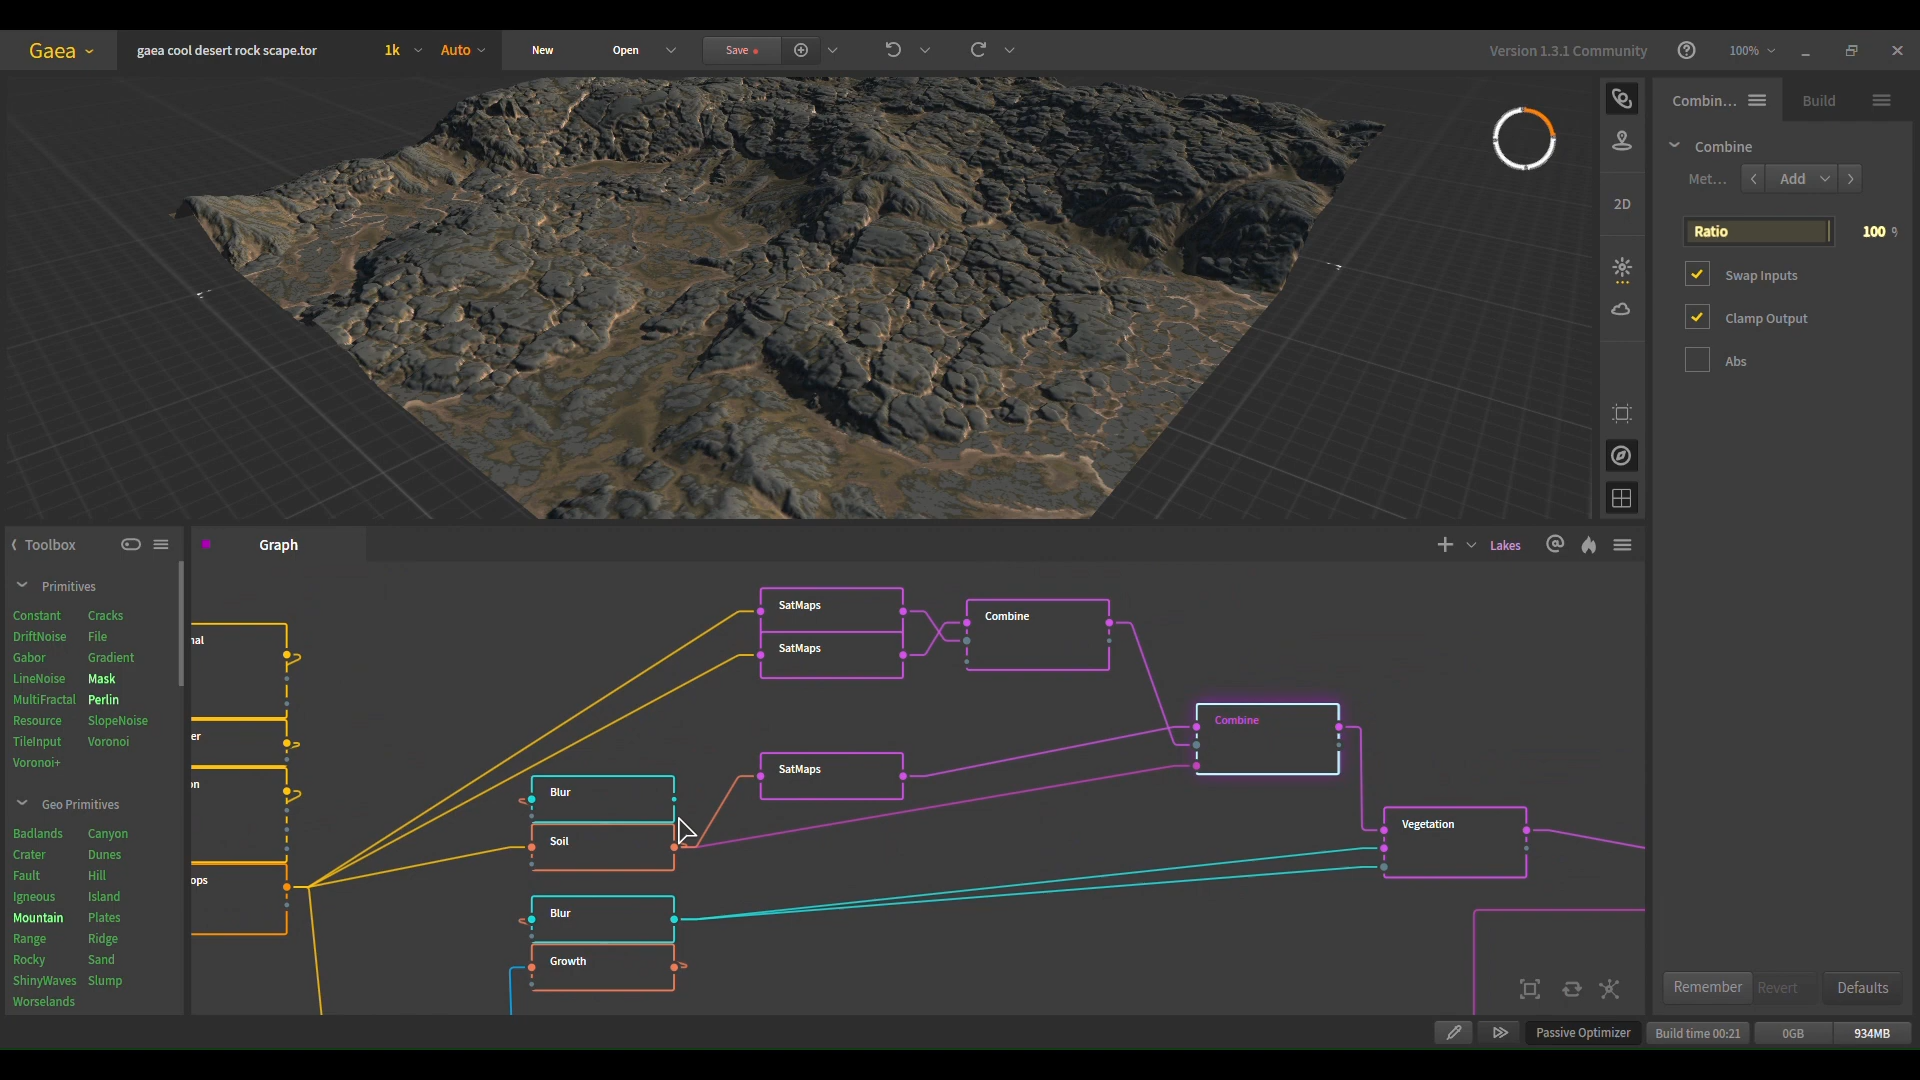 Gaea
gaea cool desert rock scape.tor
1k
Auto
New
Open
Save
Version 1.3.1 Community
100%
Combin...
Build
Combine
Met...
Add
2D
Ratio
100 %
Swap Inputs
Clamp Output
Abs
Toolbox
Graph
Lakes
Primitives
Constant Cracks
DriftNoise File
Gabor Gradient
LineNoise Mask
MultiFractal Perlin
Resource SlopeNoise
TileInput Voronoi
Voronoi+
Geo Primitives
Badlands Canyon
Crater Dunes
Fault Hill
Igneous Island
Mountain Plates
Range Ridge
Rocky Sand
ShinyWaves Slump
Worselands
nal
er
on
ops
SatMaps
SatMaps
Combine
Combine
SatMaps
Blur
Soil
Vegetation
Blur
Growth
Remember
Revert
Defaults
Passive Optimizer
Build time 00:21
0GB
934MB